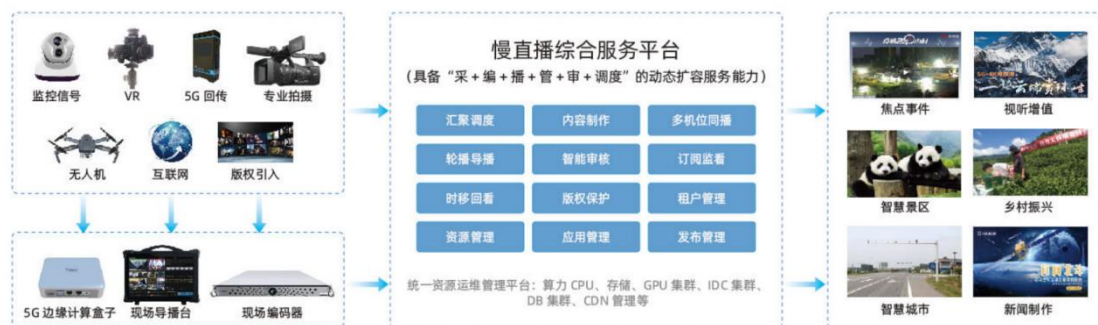 监控信号
VR
5G 回传
专业拍摄
无人机
互联网
版权引入
5G 边缘计算盒子
现场导播台
现场编码器
慢直播综合服务平台
（具备“采+编+播+管+审+调度”的动态扩容服务能力）
汇聚调度
内容制作
多机位同播
轮播导播
智能审核
订阅监看
时移回看
版权保护
租户管理
资源管理
应用管理
发布管理
统一资源运维管理平台：算力 CPU、存储、GPU 集群、IDC 集群、
DB 集群、CDN 管理等
焦点事件
视听增值
智慧景区
乡村振兴
智慧城市
新闻制作